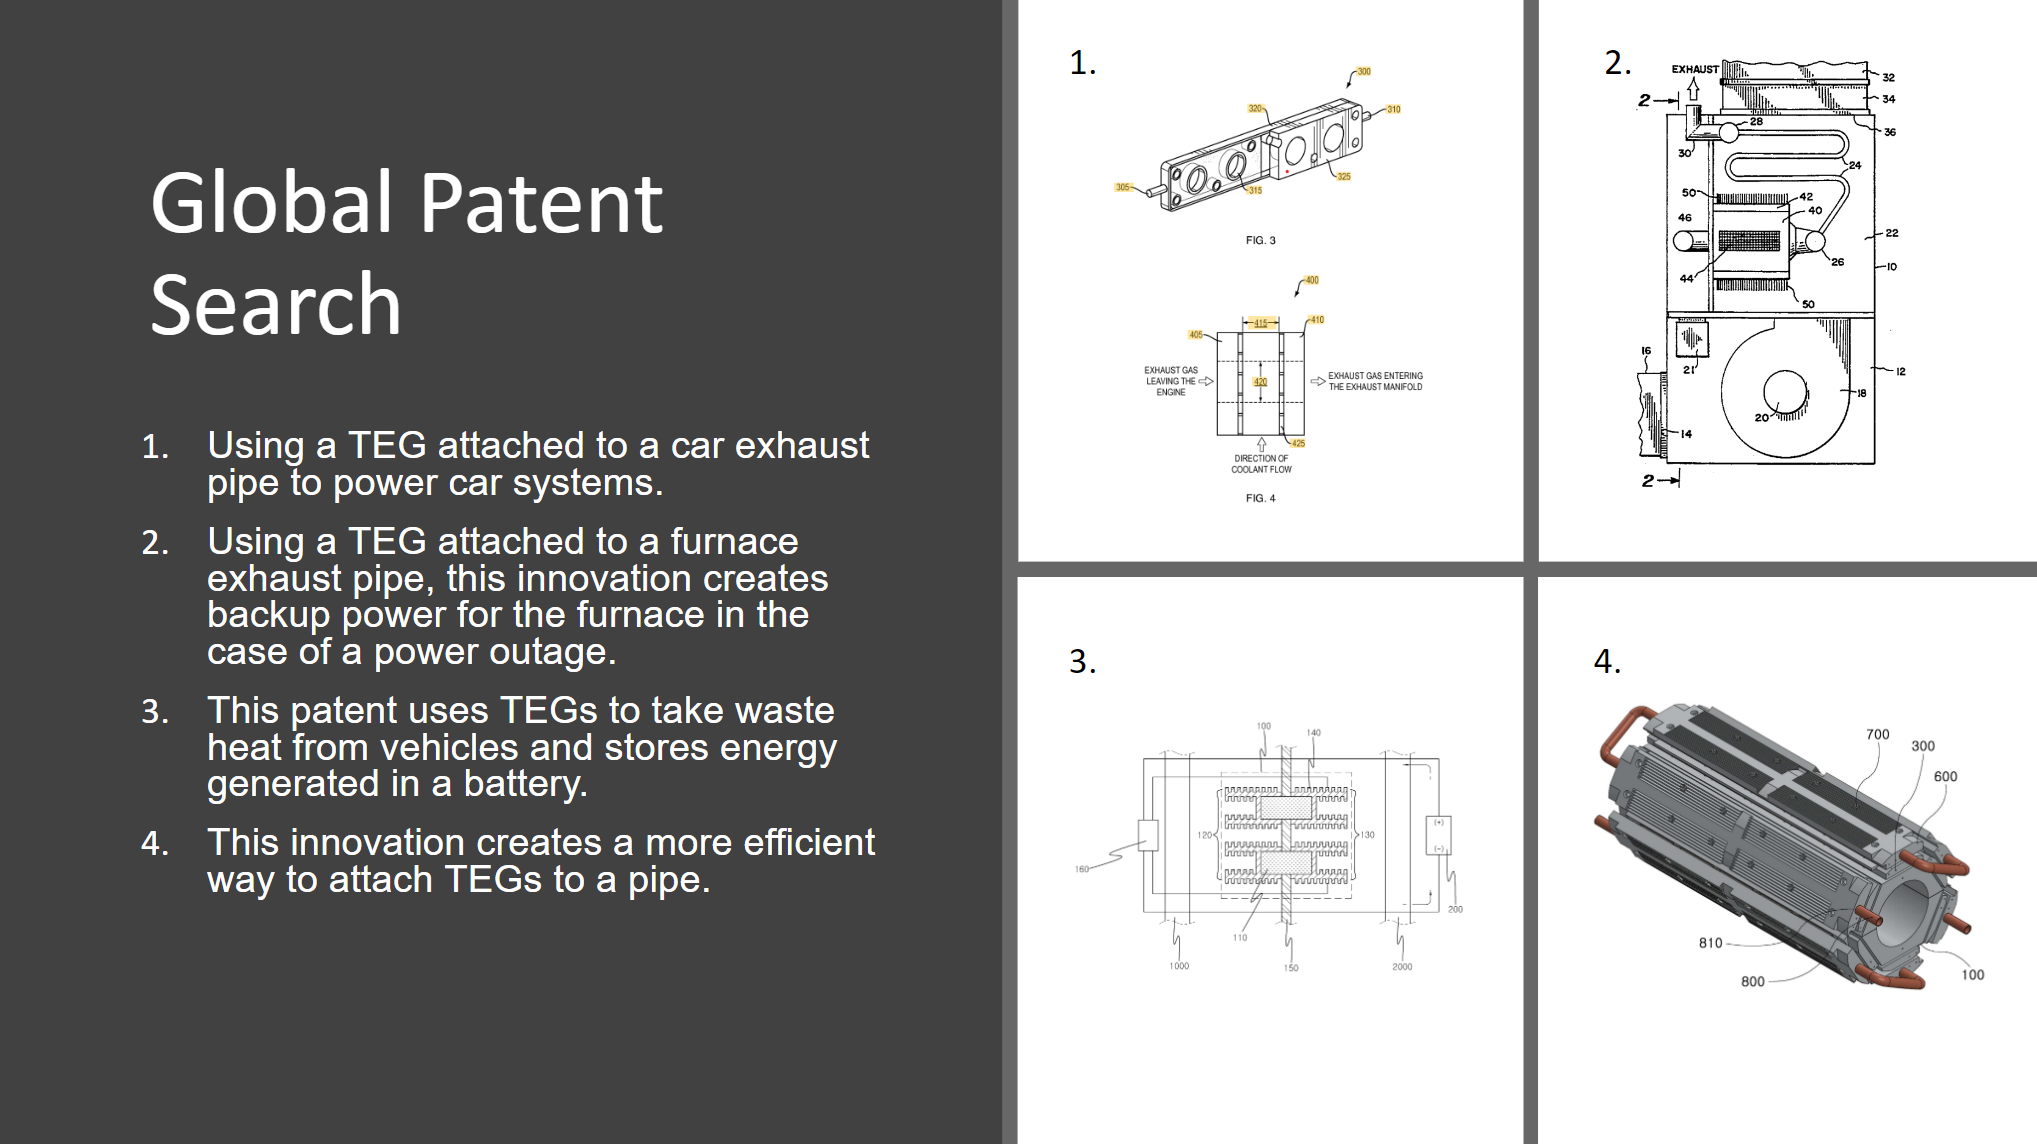 Global Patent
Search
1. Using a TEG attached to a car exhaust
pipe to power car systems.
2. Using a TEG attached to a furnace
exhaust pipe, this innovation creates
backup power for the furnace in the
case of a power outage.
3. This patent uses TEGs to take waste
heat from vehicles and stores energy
generated in a battery.
4. This innovation creates a more efficient
way to attach TEGs to a pipe.
1.
300
320
310
305
315
325
FIG. 3
400
415
410
405
EXHAUST GAS
LEAVING THE
ENGINE
420
EXHAUST GAS ENTERING
THE EXHAUST MANIFOLD
425
DIRECTION OF
COOLANT FLOW
FIG. 4
2.
EXHAUST
32
2
34
28
36
30
24
50
42
46
40
22
26
44
10
50
16
21
12
18
20
14
2
3.
100
140
120
130
(+)
(-)
160
200
110
1000
150
2000
4.
700
300
600
810
800
100